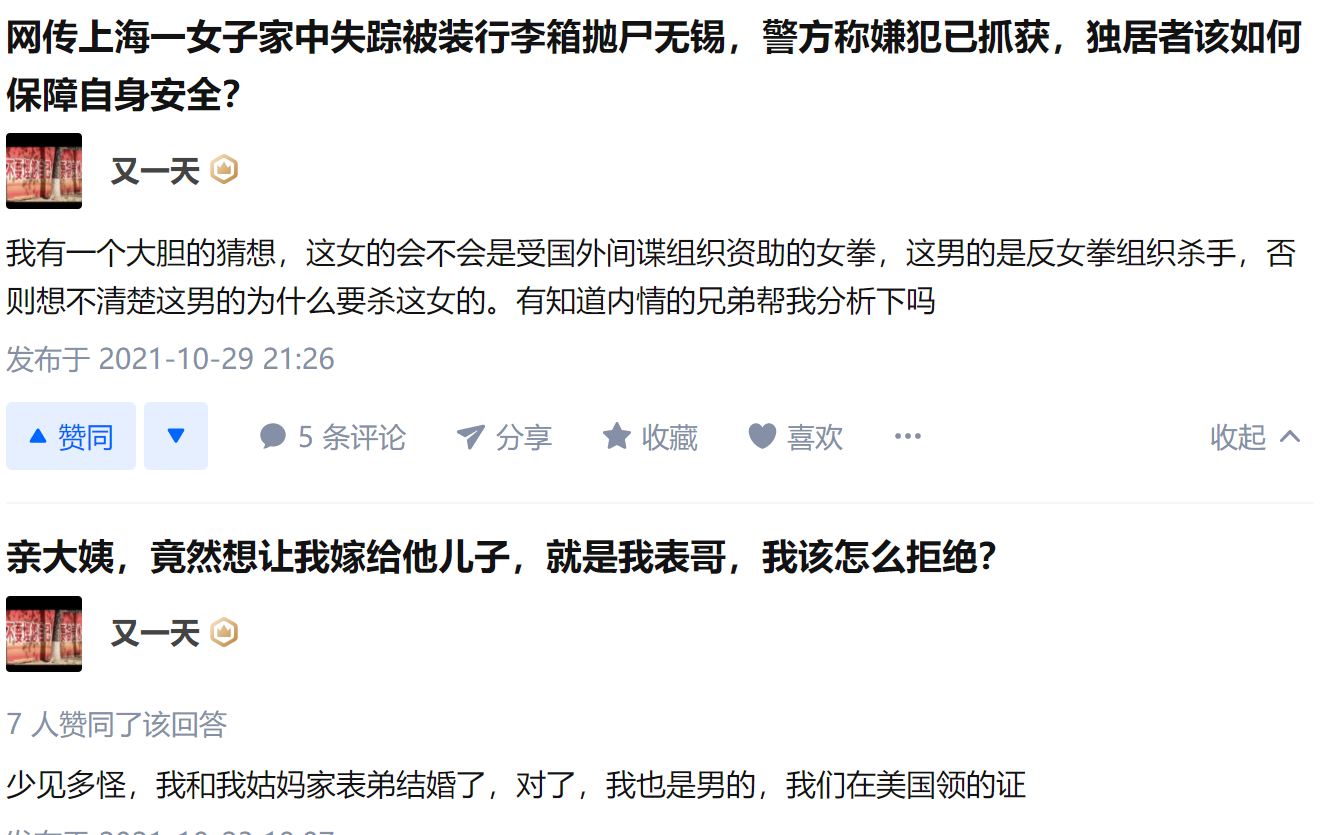 网传上海一女子家中失踪被装行李箱抛尸无锡，警方称嫌犯已抓获，独居者该如何
保障自身安全？
又一天
我有一个大胆的猜想，这女的会不会是受国外间谍组织资助的女拳，这男的是反女拳组织杀手，否
则想不清楚这男的为什么要杀这女的。有知道内情的兄弟帮我分析下吗
发布于 2021-10-29 21:26
赞同 5 条评论 分享 收藏 喜欢 收起
亲大姨，竟然想让我嫁给他儿子，就是我表哥，我该怎么拒绝？
又一天
7 人赞同了该回答
少见多怪，我和我姑妈家表弟结婚了，对了，我也是男的，我们在美国领的证